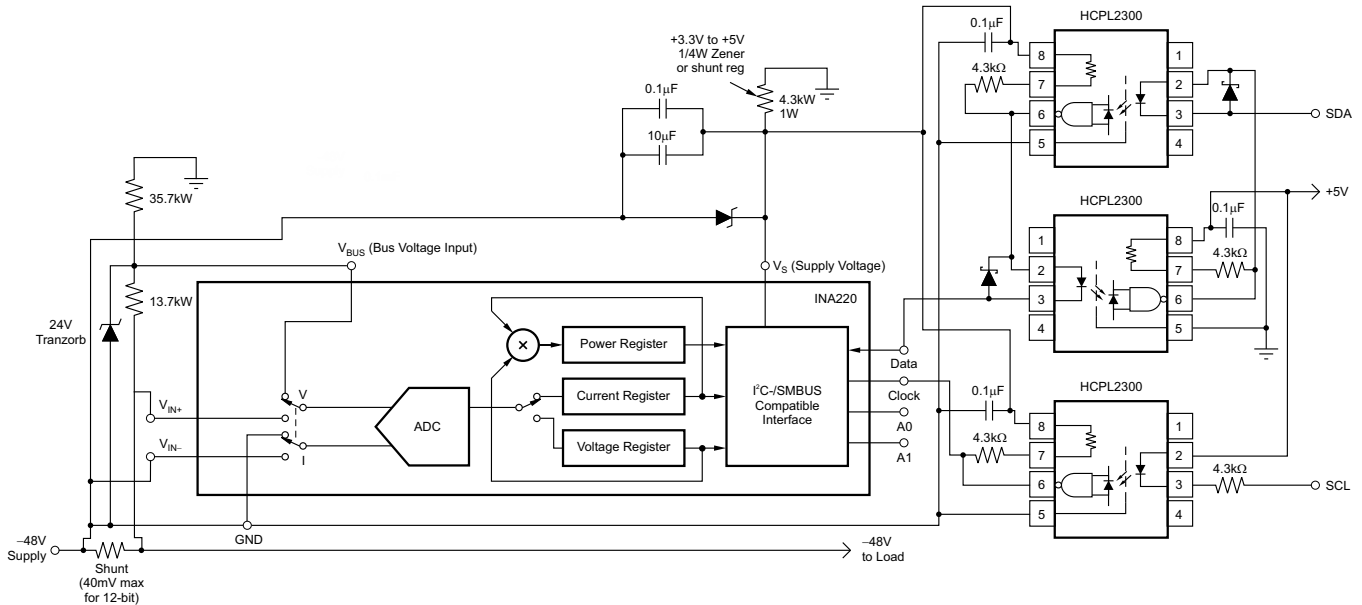 HCPL2300
0.1μF
8
4.3kΩ
7
6
5
1
2
3
4
SDA
+3.3V to +5V
1/4W Zener
or shunt reg
4.3kW
1W
0.1μF
10μF
35.7kW
13.7kW
24V
Tranzorb
VBUS (Bus Voltage Input)
VS (Supply Voltage)
INA220
HCPL2300
1
2
3
4
8
7
6
5
0.1μF
4.3kΩ
+5V
×
Power Register
Current Register
Voltage Register
I²C-/SMBUS
Compatible
Interface
ADC
V
I
VIN+
VIN–
Data
Clock
A0
A1
HCPL2300
0.1μF
4.3kΩ
8
7
6
5
1
2
3
4
4.3kΩ
SCL
GND
–48V
Supply
Shunt
(40mV max
for 12-bit)
–48V
to Load